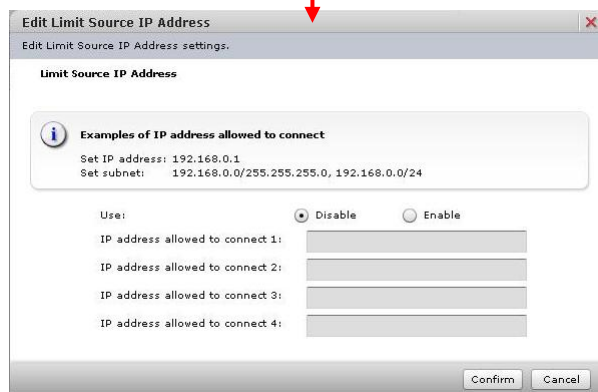 Edit Limit Source IP Address
Edit Limit Source IP Address settings.
Limit Source IP Address
Examples of IP address allowed to connect
Set IP address: 192.168.0.1
Set subnet: 192.168.0.0/255.255.255.0, 192.168.0.0/24
Use: Disable Enable
IP address allowed to connect 1:
IP address allowed to connect 2:
IP address allowed to connect 3:
IP address allowed to connect 4:
Confirm Cancel